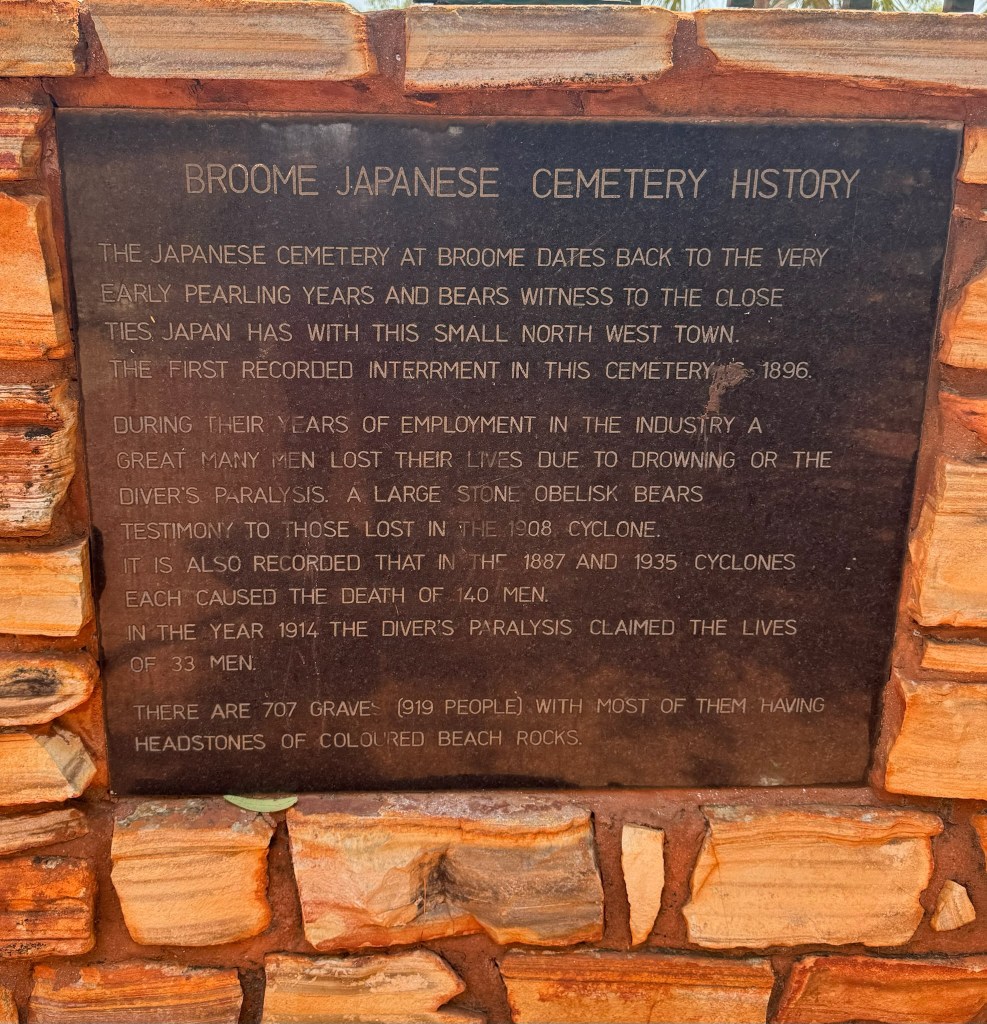 BROOME JAPANESE CEMETERY HISTORY
THE JAPANESE CEMETERY AT BROOME DATES BACK TO THE VERY
EARLY PEARLING YEARS AND BEARS WITNESS TO THE CLOSE
TIES JAPAN HAS WITH THIS SMALL NORTH WEST TOWN.
THE FIRST RECORDED INTERRMENT IN THIS CEMETERY IS 1896.
DURING THEIR YEARS OF EMPLOYMENT IN THE INDUSTRY A
GREAT MANY MEN LOST THEIR LIVES DUE TO DROWNING OR THE
DIVER'S PARALYSIS. A LARGE STONE OBELISK BEARS
TESTIMONY TO THOSE LOST IN THE 1908 CYCLONE.
IT IS ALSO RECORDED THAT IN THE 1887 AND 1935 CYCLONES
EACH CAUSED THE DEATH OF 140 MEN.
IN THE YEAR 1914 THE DIVER'S PARALYSIS CLAIMED THE LIVES
OF 33 MEN.
THERE ARE 707 GRAVES (919 PEOPLE) WITH MOST OF THEM HAVING
HEADSTONES OF COLOURED BEACH ROCKS.